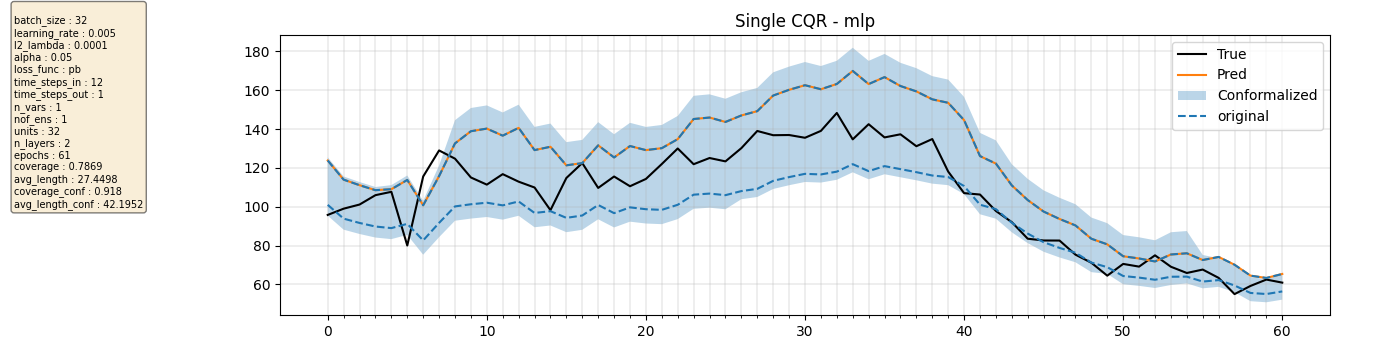 batch_size : 32
learning_rate : 0.005
l2_lambda : 0.0001
alpha : 0.05
loss_func : pb
time_steps_in : 12
time_steps_out : 1
n_vars : 1
nof_ens : 1
units : 32
n_layers : 2
epochs : 61
coverage : 0.7869
avg_length : 27.4498
coverage_conf : 0.918
avg_length_conf : 42.1952
Single CQR - mlp
True
Pred
Conformalized
original
180
160
140
120
100
80
60
0 10 20 30 40 50 60